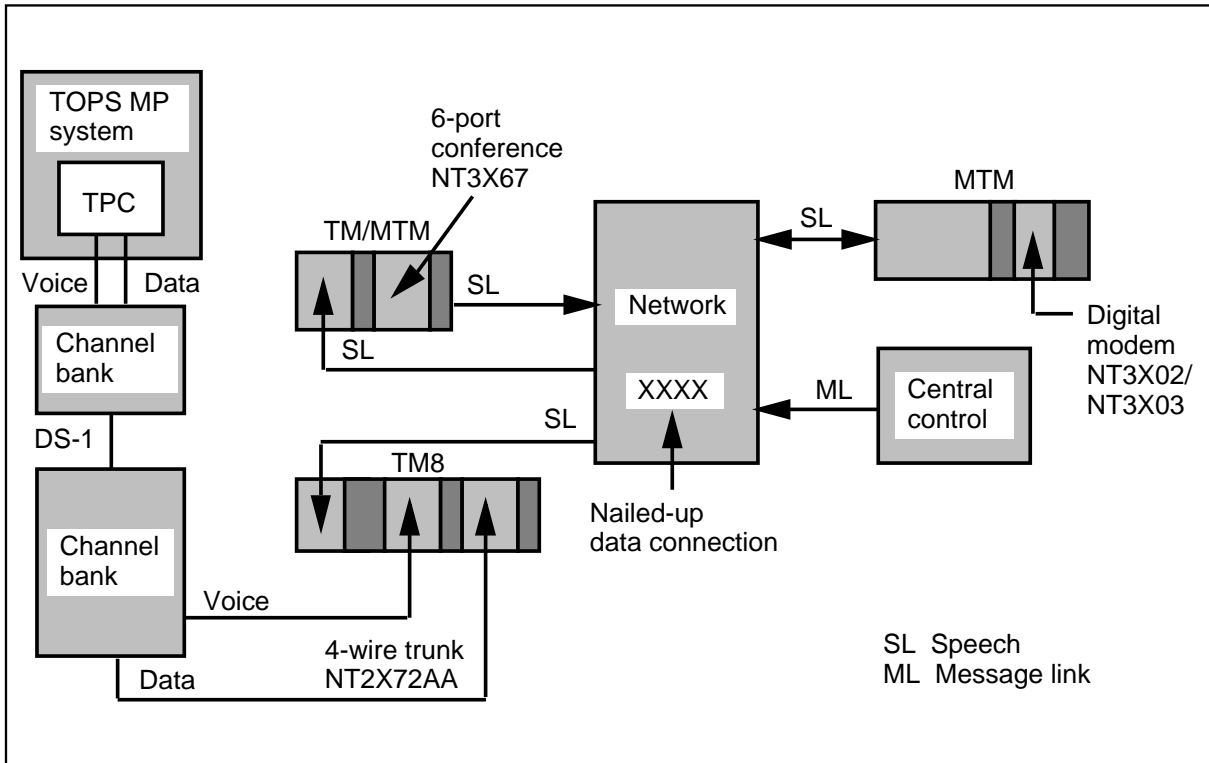 TOPS MP
system
TPC
Voice
Data
Channel
bank
DS-1
Channel
bank
Voice
Data
6-port
conference
NT3X67
TM/MTM
SL
SL
SL
TM8
4-wire trunk
NT2X72AA
Network
XXXX
Nailed-up
data connection
SL
ML
MTM
Digital
modem
NT3X02/
NT3X03
Central
control
SL Speech
ML Message link